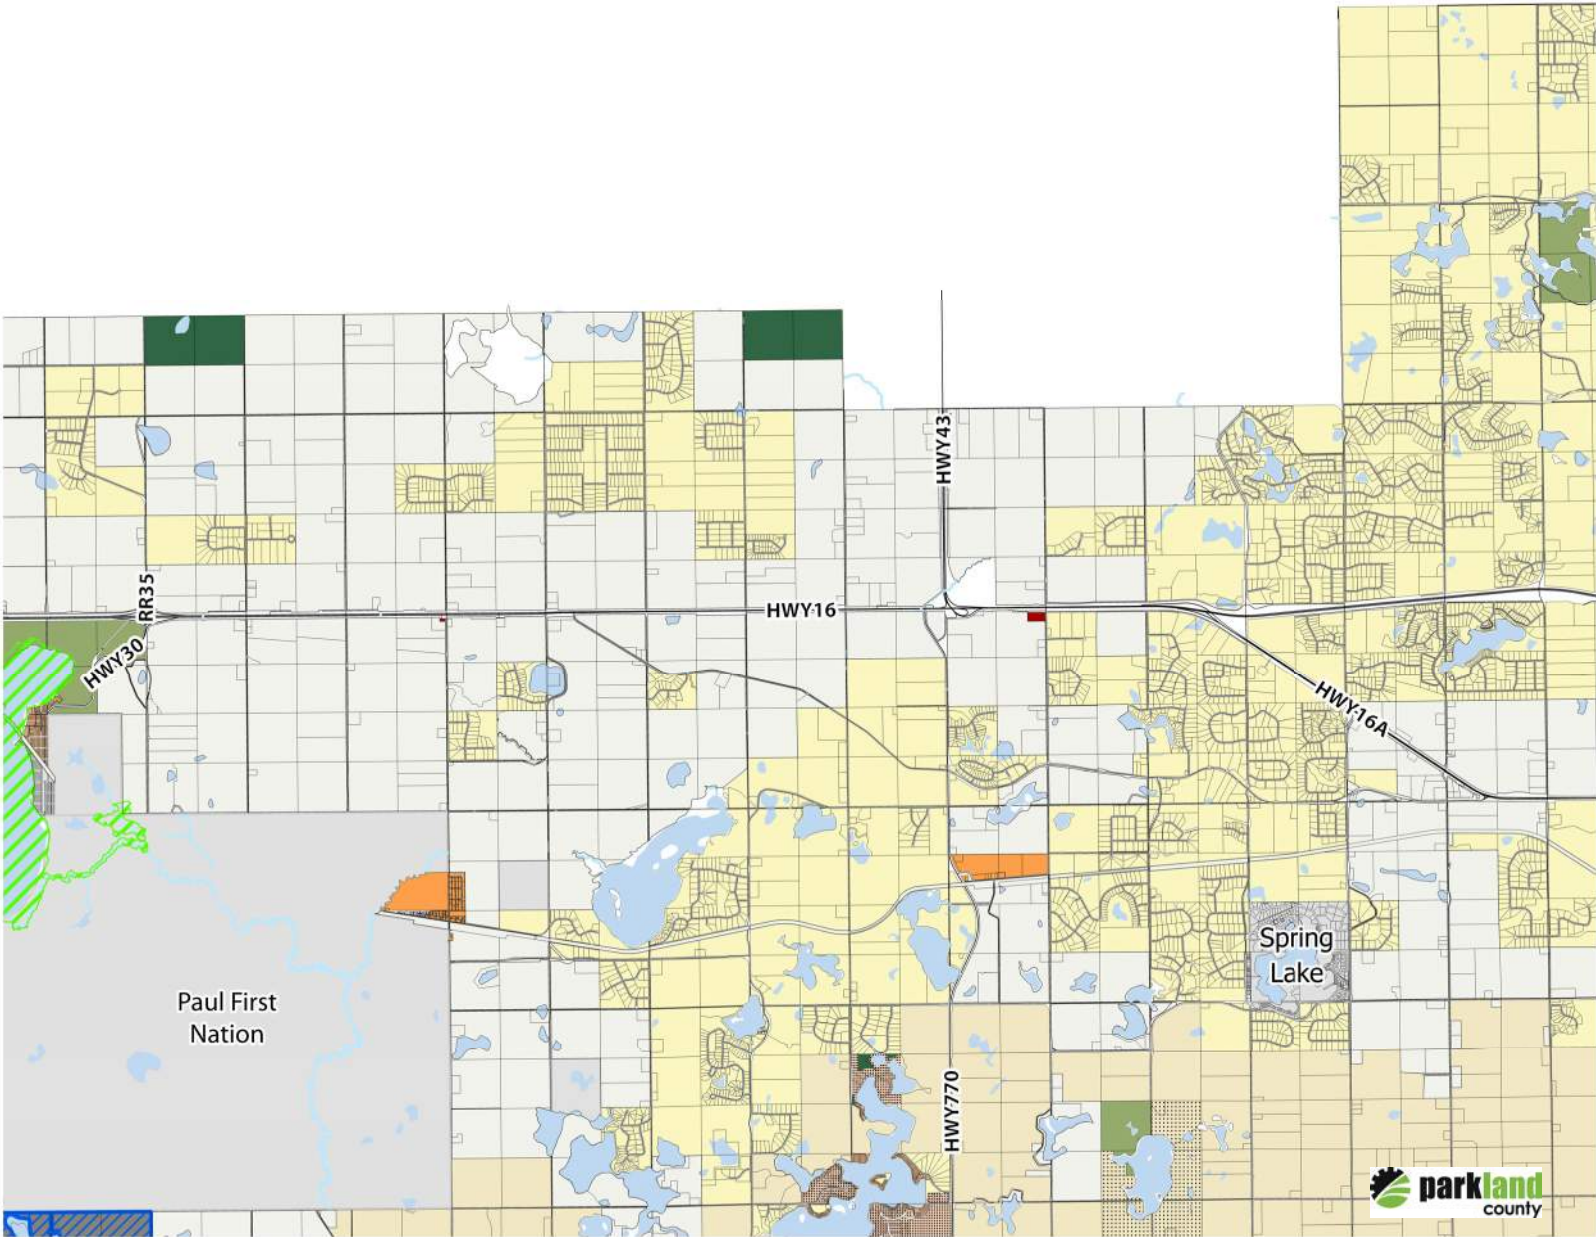 HWY43
RR35
HWY16
HWY30
HWY16A
Spring
Lake
Paul First
Nation
HWY770
parkland
county